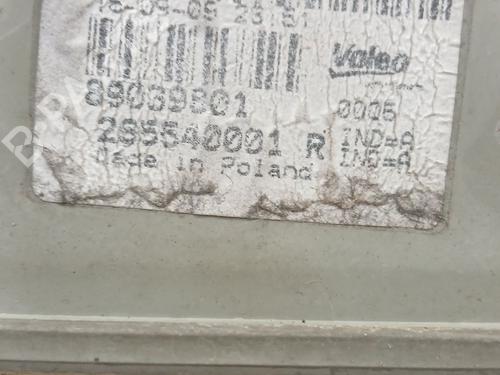 Valeo
89039801 0005
285540001 R IND=A
IND=A
Made in Poland